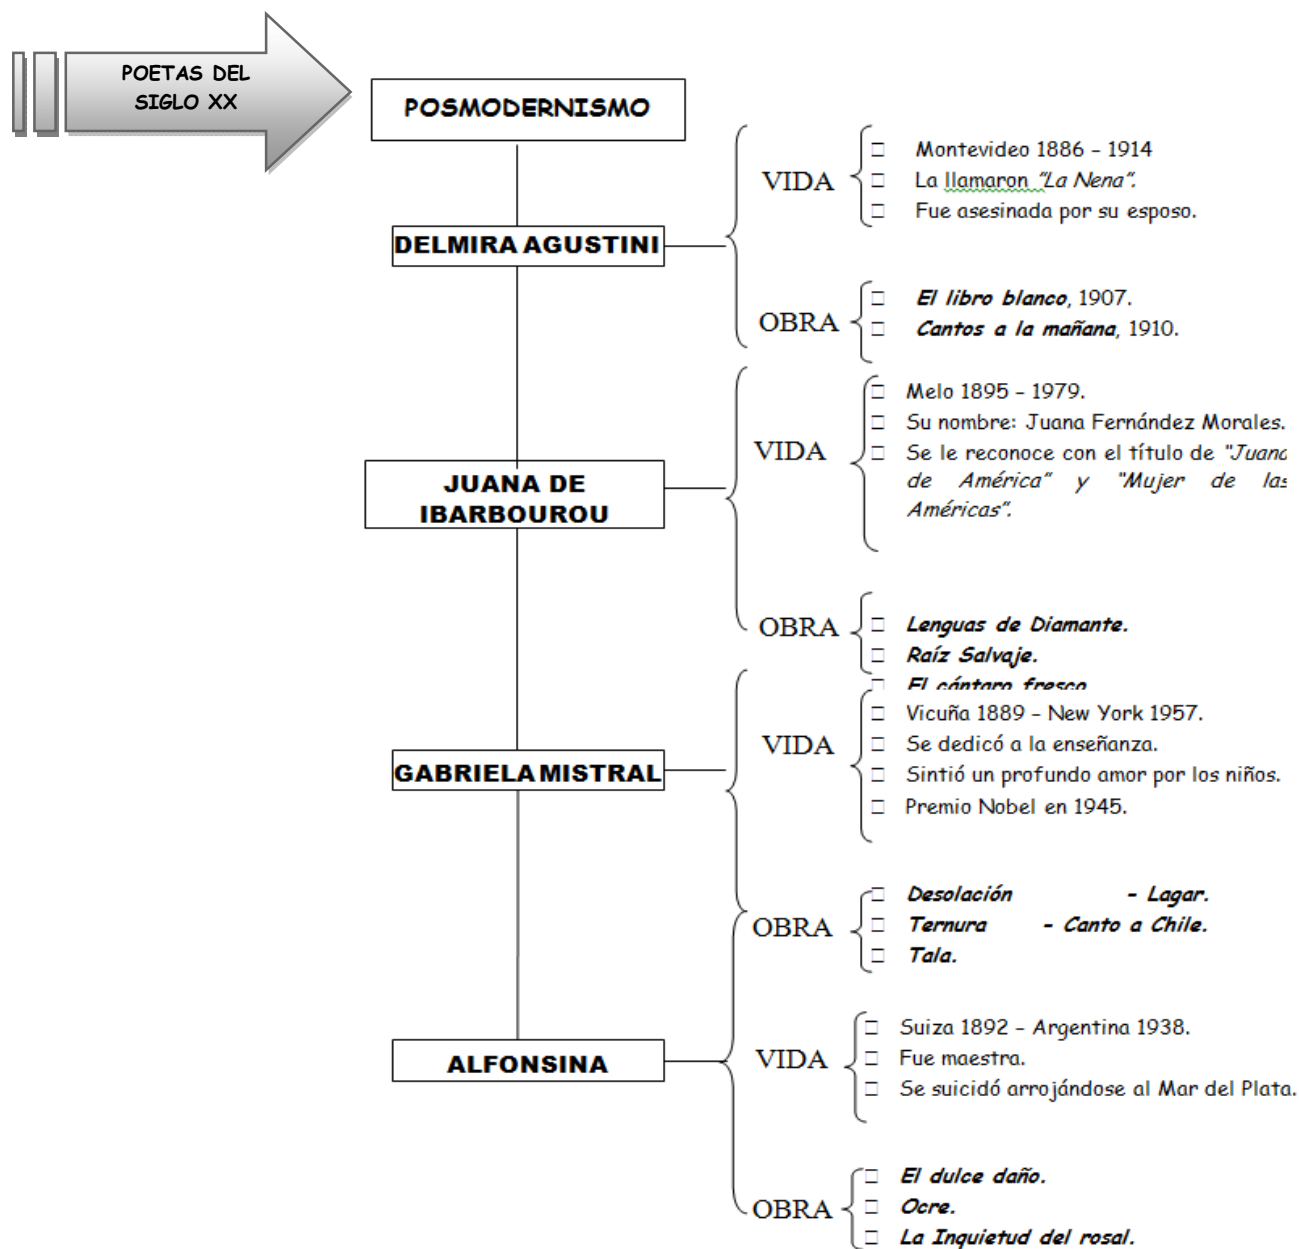 POETAS DEL
SIGLO XX
POSMODERNISMO
DELMIRA AGUSTINI
VIDA
□ Montevideo 1886 – 1914
□ La llamaron “La Nena”.
□ Fue asesinada por su esposo.
OBRA
□ El libro blanco, 1907.
□ Cantos a la mañana, 1910.
JUANA DE
IBARBOUROU
VIDA
□ Melo 1895 – 1979.
□ Su nombre: Juana Fernández Morales.
□ Se le reconoce con el título de “Juana
de América” y “Mujer de las
Américas”.
OBRA
□ Lenguas de Diamante.
□ Raíz Salvaje.
□ El cántaro fresco
GABRIELA MISTRAL
VIDA
□ Vicuña 1889 – New York 1957.
□ Se dedicó a la enseñanza.
□ Sintió un profundo amor por los niños.
□ Premio Nobel en 1945.
OBRA
□ Desolación – Lagar.
□ Ternura – Canto a Chile.
□ Tala.
ALFONSINA
VIDA
□ Suiza 1892 – Argentina 1938.
□ Fue maestra.
□ Se suicidó arrojándose al Mar del Plata.
OBRA
□ El dulce daño.
□ Ocre.
□ La Inquietud del rosal.